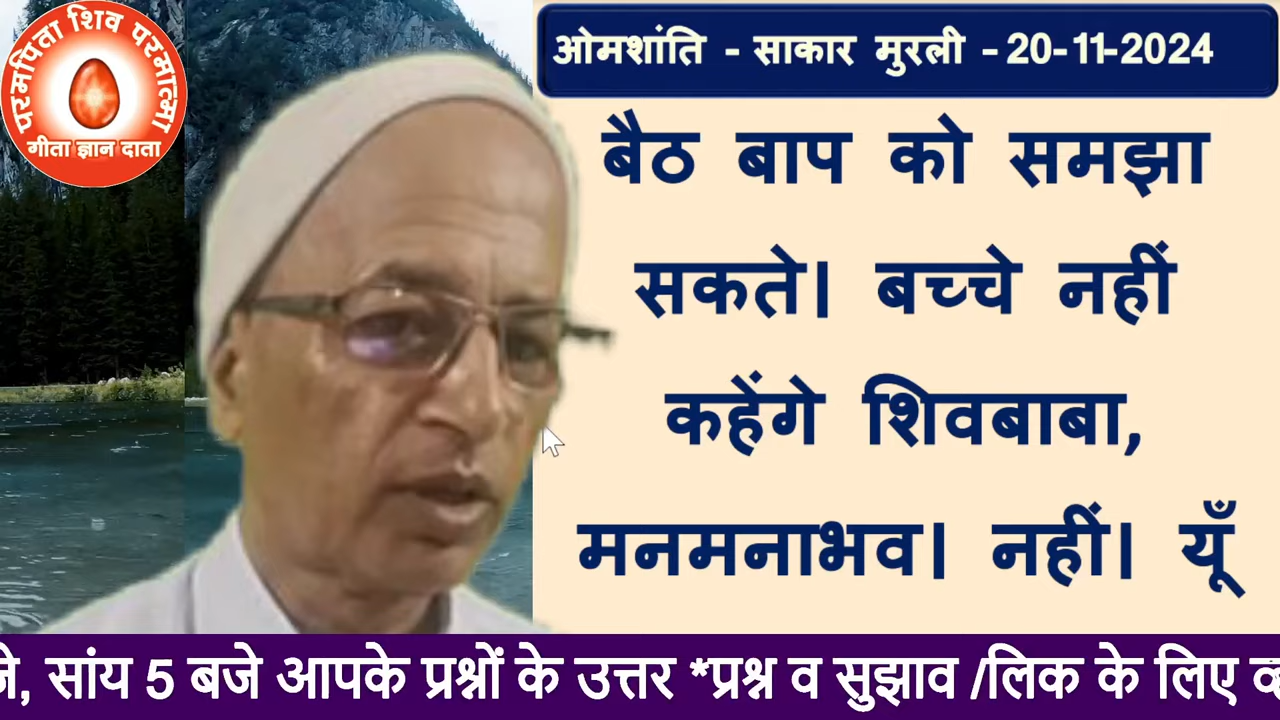 परमपिता शिव परमात्मा
गीता ज्ञान दाता
ओमशांति - साकार मुरली - 20-11-2024
बैठ बाप को समझा
सकते। बच्चे नहीं
कहेंगे शिवबाबा,
मनमनाभव। नहीं। यूँ
सांय 5 बजे आपके प्रश्नों के उत्तर *प्रश्न व सुझाव /लिक के लिए